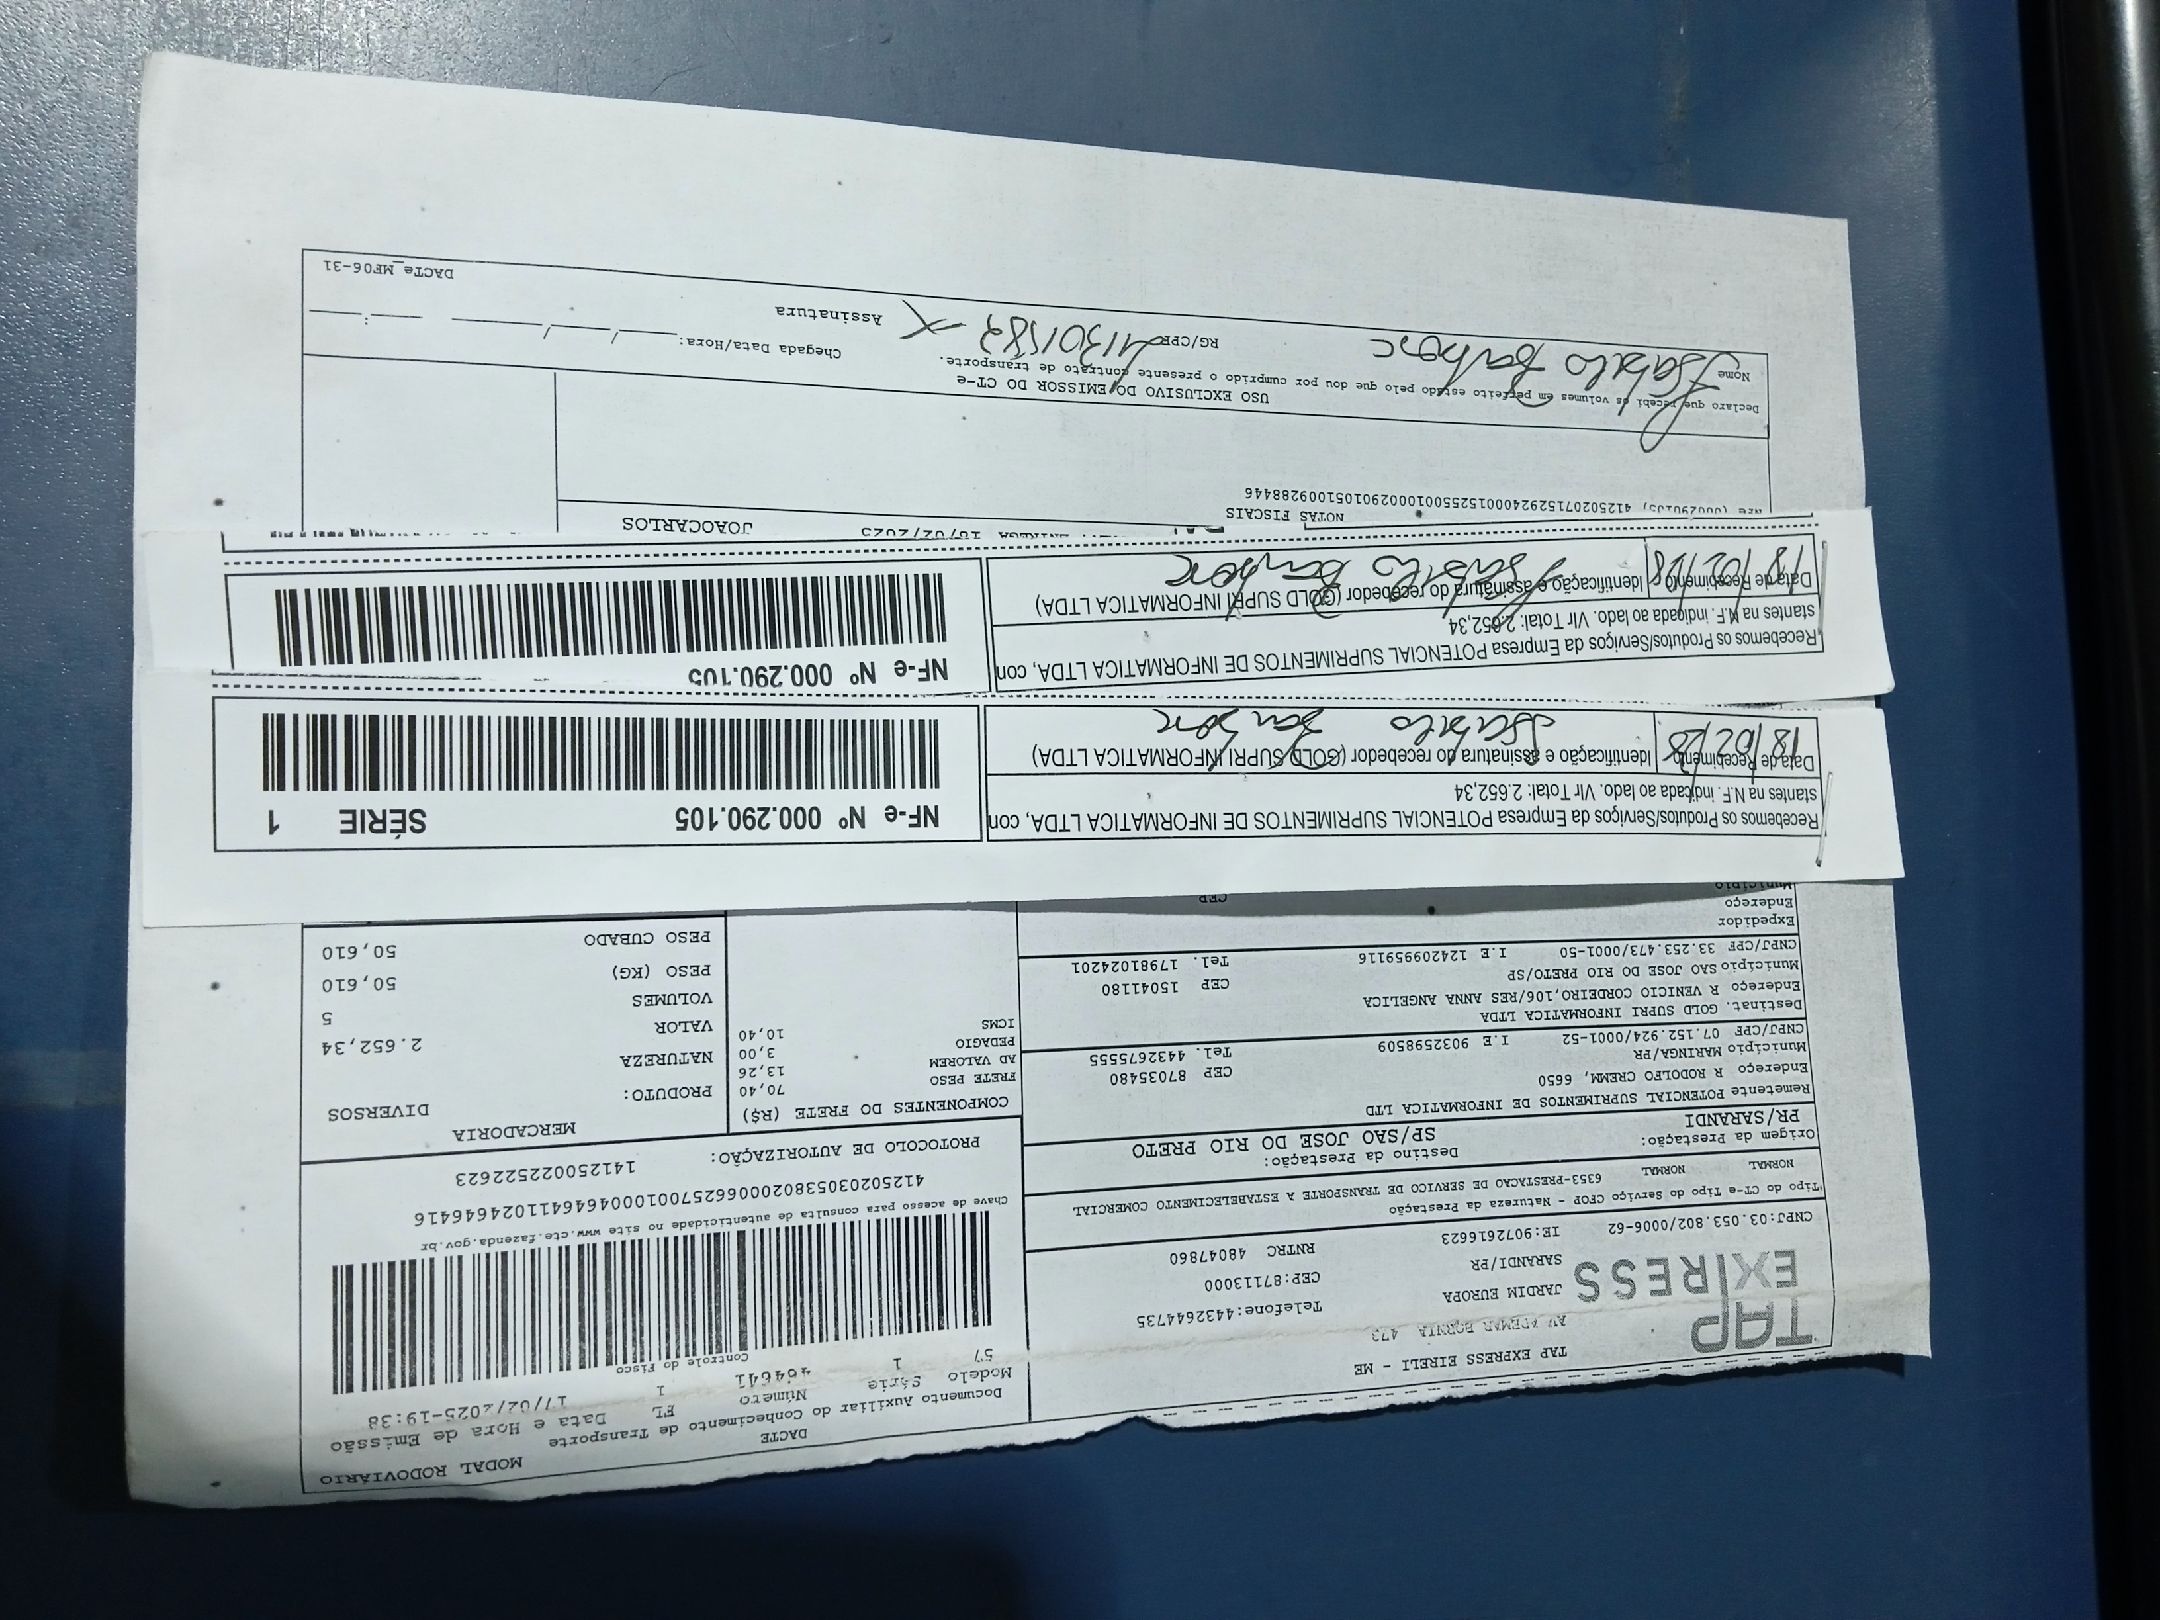 MODAL RODOVIÁRIO
DACTE
Documento Auxiliar do Conhecimento de Transporte
Modelo Série Número FL Data e Hora de Emissão
57 1 464641 1 17/02/2025-19:38
Controle do Fisco
Chave de acesso para consulta de autenticidade no site www.cte.fazenda.gov.br
PROTOCOLO DE AUTORIZAÇÃO:
141250022522623
TAP
EXPRESS
TAP EXPRESS EIRELI - ME
AV ADEMAR BORNIA 473
JARDIM EUROPA Telefone:4432644735
SARANDI/PR CEP:87113000
CNPJ:03.053.802/0006-62 IE:9072616623 RNTRC 48047860
Tipo do CT-e Tipo do Serviço CFOP - Natureza da Prestação
NORMAL NORMAL 6353-PRESTACAO DE SERVICO DE TRANSPORTE A ESTABELECIMENTO COMERCIAL
Origem da Prestação: Destino da Prestação:
PR/SARANDI SP/SAO JOSE DO RIO PRETO
Remetente POTENCIAL SUPRIMENTOS DE INFORMATICA LTD
Endereço R RODOLFO CREMM, 6650
Município MARINGA/PR CEP 87035480
CNPJ/CPF 07.152.924/0001-52 I.E 9032598509 Tel. 4432675555
Destinat. GOLD SUPRI INFORMATICA LTDA
Endereço R VENICIO CORDEIRO,106/RES ANNA ANGELICA
Município SAO JOSE DO RIO PRETO/SP CEP 15041180
CNPJ/CPF 33.253.473/0001-50 I.E 124209959116 Tel. 17981024201
Expedidor
Endereço
Município CEP
COMPONENTES DO FRETE (R$)
FRETE PESO 70,40
AD VALOREM 13,26
PEDAGIO 3,00
ICMS 10,40
MERCADORIA
PRODUTO: DIVERSOS
NATUREZA
VALOR 2.652,34
VOLUMES 5
PESO (KG) 50,610
PESO CUBADO 50,610
Recebemos os Produtos/Serviços da Empresa POTENCIAL SUPRIMENTOS DE INFORMATICA LTDA, con
stantes na N.F. indicada ao lado. Vlr Total: 2.652,34
NF-e Nº 000.290.105 SÉRIE 1
Data de Recebimento Identificação e assinatura do recebedor (GOLD SUPRI INFORMATICA LTDA)
18/02/25 Isabelo Barbosa
Recebemos os Produtos/Serviços da Empresa POTENCIAL SUPRIMENTOS DE INFORMATICA LTDA, con
stantes na N.F. indicada ao lado. Vlr Total: 2.652,34
NF-e Nº 000.290.105
Data de Recebimento Identificação e assinatura do recebedor (GOLD SUPRI INFORMATICA LTDA)
ENTREGA 18/02/2025 JOAOCARLOS
NOTAS FISCAIS
USO EXCLUSIVO DO EMISSOR DO CT-e
Declaro que recebi os volumes em perfeito estado pelo que dou por cumprido o presente contrato de transporte.
Nome RG/CPF Assinatura Chegada Data/Hora: ___/___/___ ___:___
DACTe_MF06-31